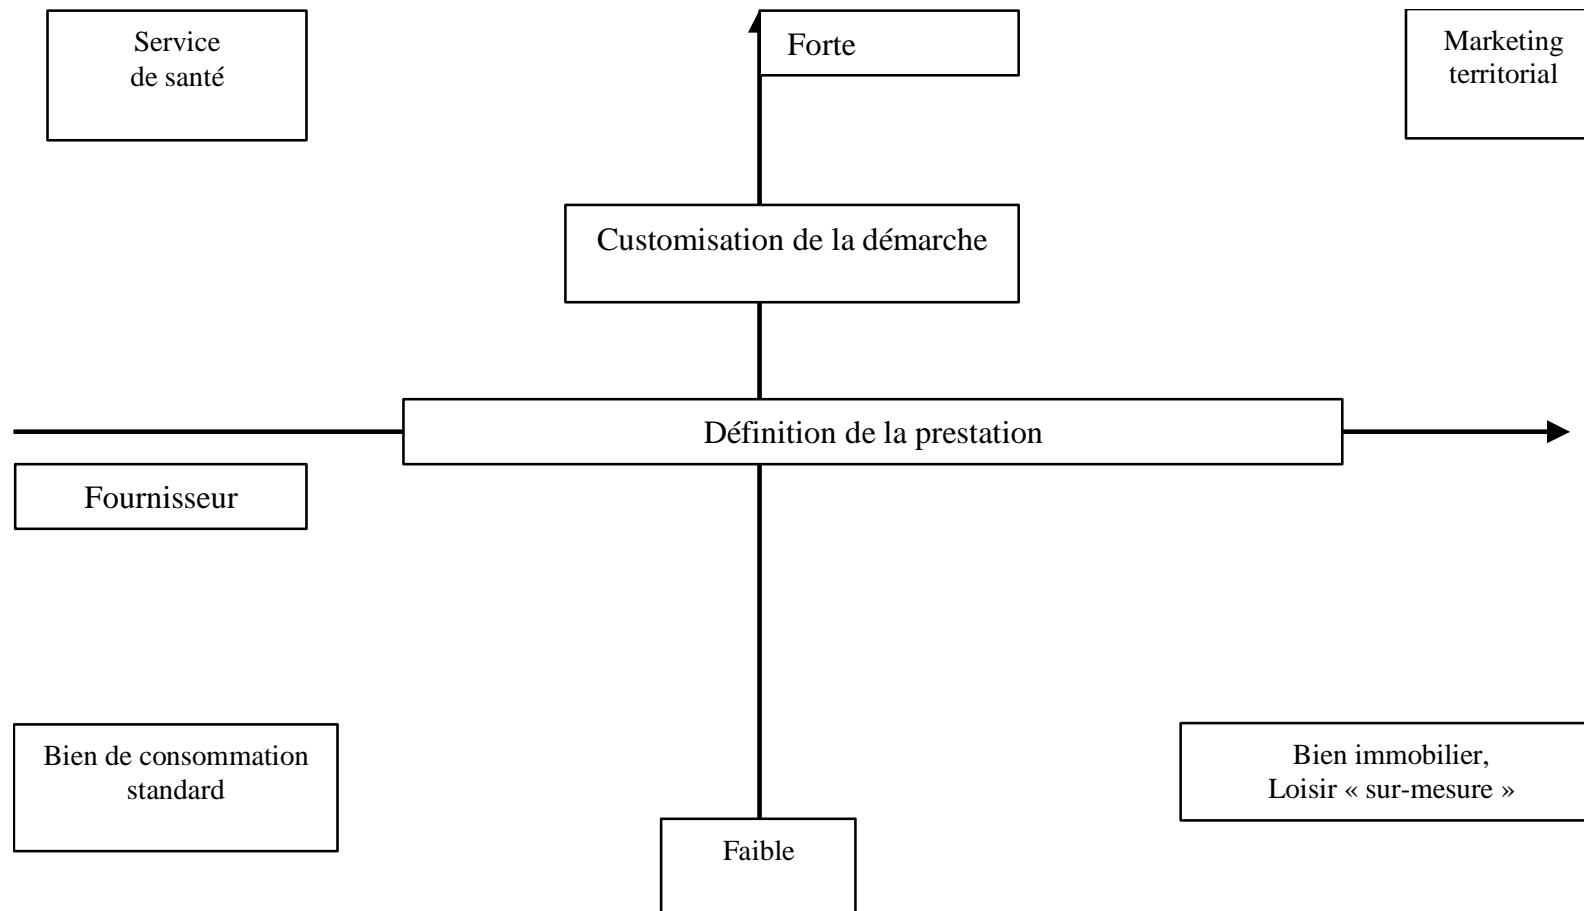 Service
de santé
Forte
Marketing
territorial
Customisation de la démarche
Définition de la prestation
Fournisseur
Bien de consommation
standard
Bien immobilier,
Loisir « sur-mesure »
Faible